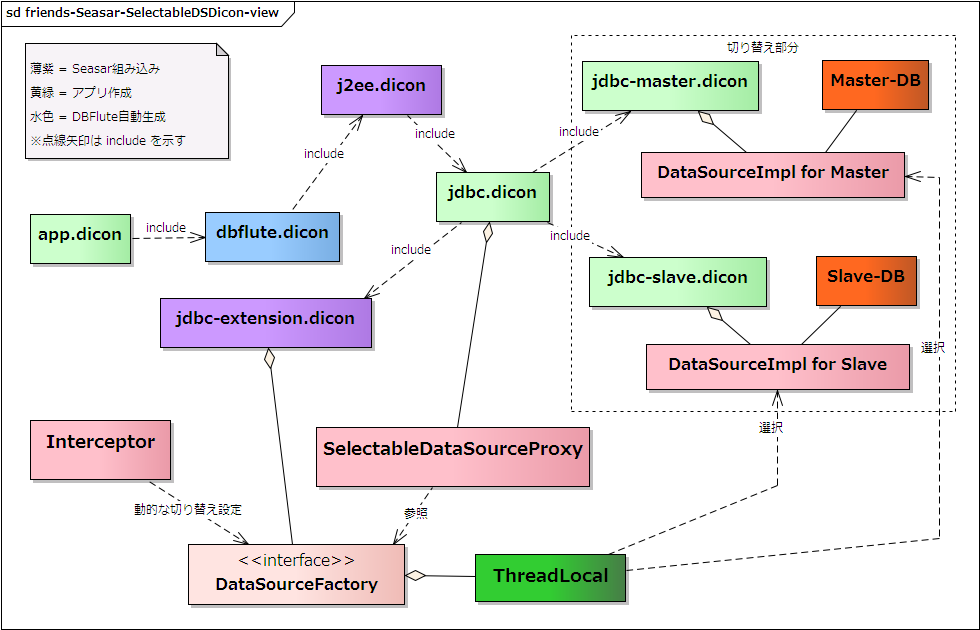 sd friends-Seasar-SelectableDSDicon-view
薄紫 = Seasar組み込み
黄緑 = アプリ作成
水色 = DBFlute自動生成
※点線矢印は include を示す
切り替え部分
j2ee.dicon
jdbc-master.dicon
Master-DB
include
include
include
DataSourceImpl for Master
jdbc.dicon
app.dicon
include
dbflute.dicon
include
include
jdbc-slave.dicon
Slave-DB
jdbc-extension.dicon
選択
DataSourceImpl for Slave
選択
Interceptor
SelectableDataSourceProxy
動的な切り替え設定
参照
<<interface>>
DataSourceFactory
ThreadLocal